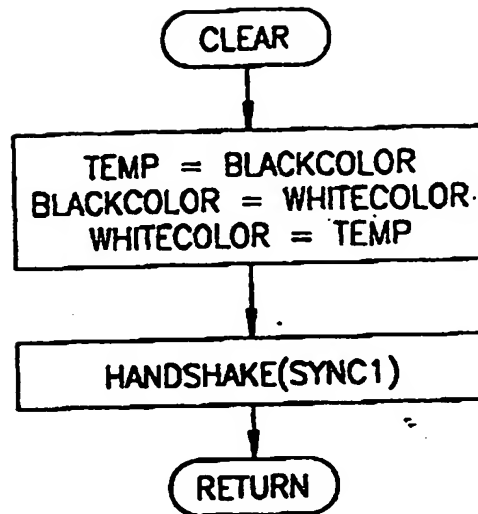 CLEAR
TEMP = BLACKCOLOR
BLACKCOLOR = WHITECOLOR
WHITECOLOR = TEMP
HANDSHAKE(SYNC1)
RETURN